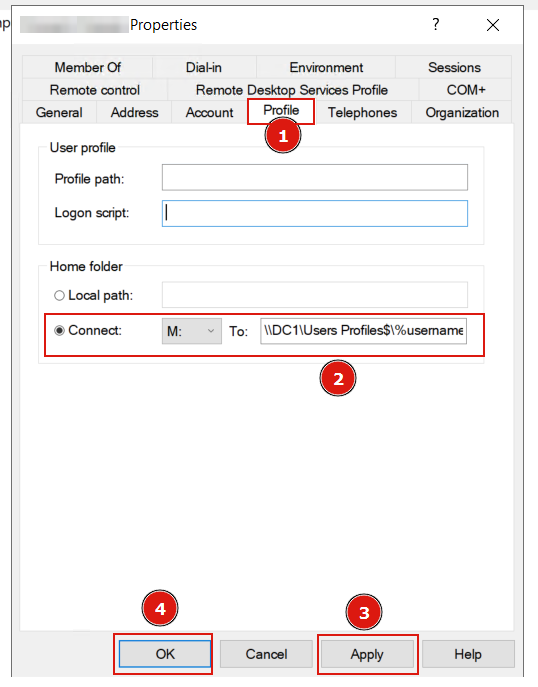 Properties ?
Member Of Dial-in Environment Sessions
Remote control Remote Desktop Services Profile COM+
General Address Account Profile Telephones Organization
1
User profile
Profile path:
Logon script:
Home folder
Local path:
Connect: M: To: \\DC1\Users Profiles$\%username
2
4 3
OK Cancel Apply Help